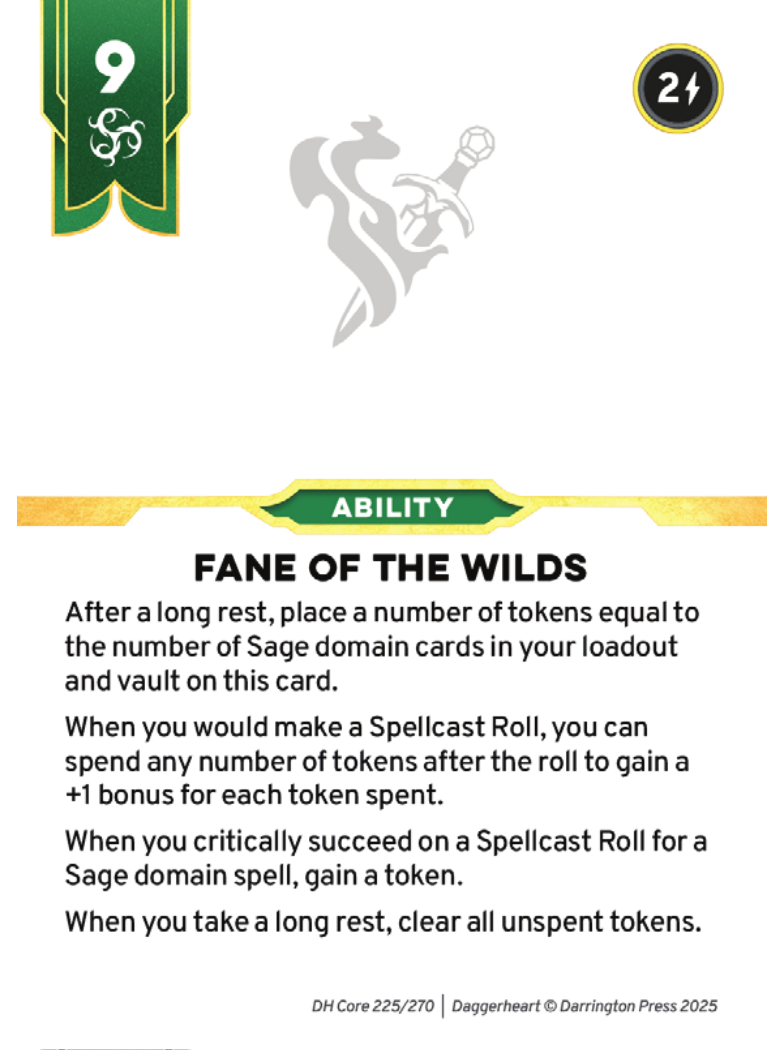 9
2
ABILITY
FANE OF THE WILDS
After a long rest, place a number of tokens equal to
the number of Sage domain cards in your loadout
and vault on this card.
When you would make a Spellcast Roll, you can
spend any number of tokens after the roll to gain a
+1 bonus for each token spent.
When you critically succeed on a Spellcast Roll for a
Sage domain spell, gain a token.
When you take a long rest, clear all unspent tokens.
DH Core 225/270 | Daggerheart © Darrington Press 2025